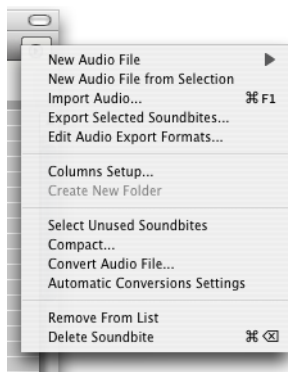 New Audio File ▶
New Audio File from Selection
Import Audio... ⌘ F1
Export Selected Soundbites...
Edit Audio Export Formats...
Columns Setup...
Create New Folder
Select Unused Soundbites
Compact...
Convert Audio File...
Automatic Conversions Settings
Remove From List
Delete Soundbite ⌘ ⌫